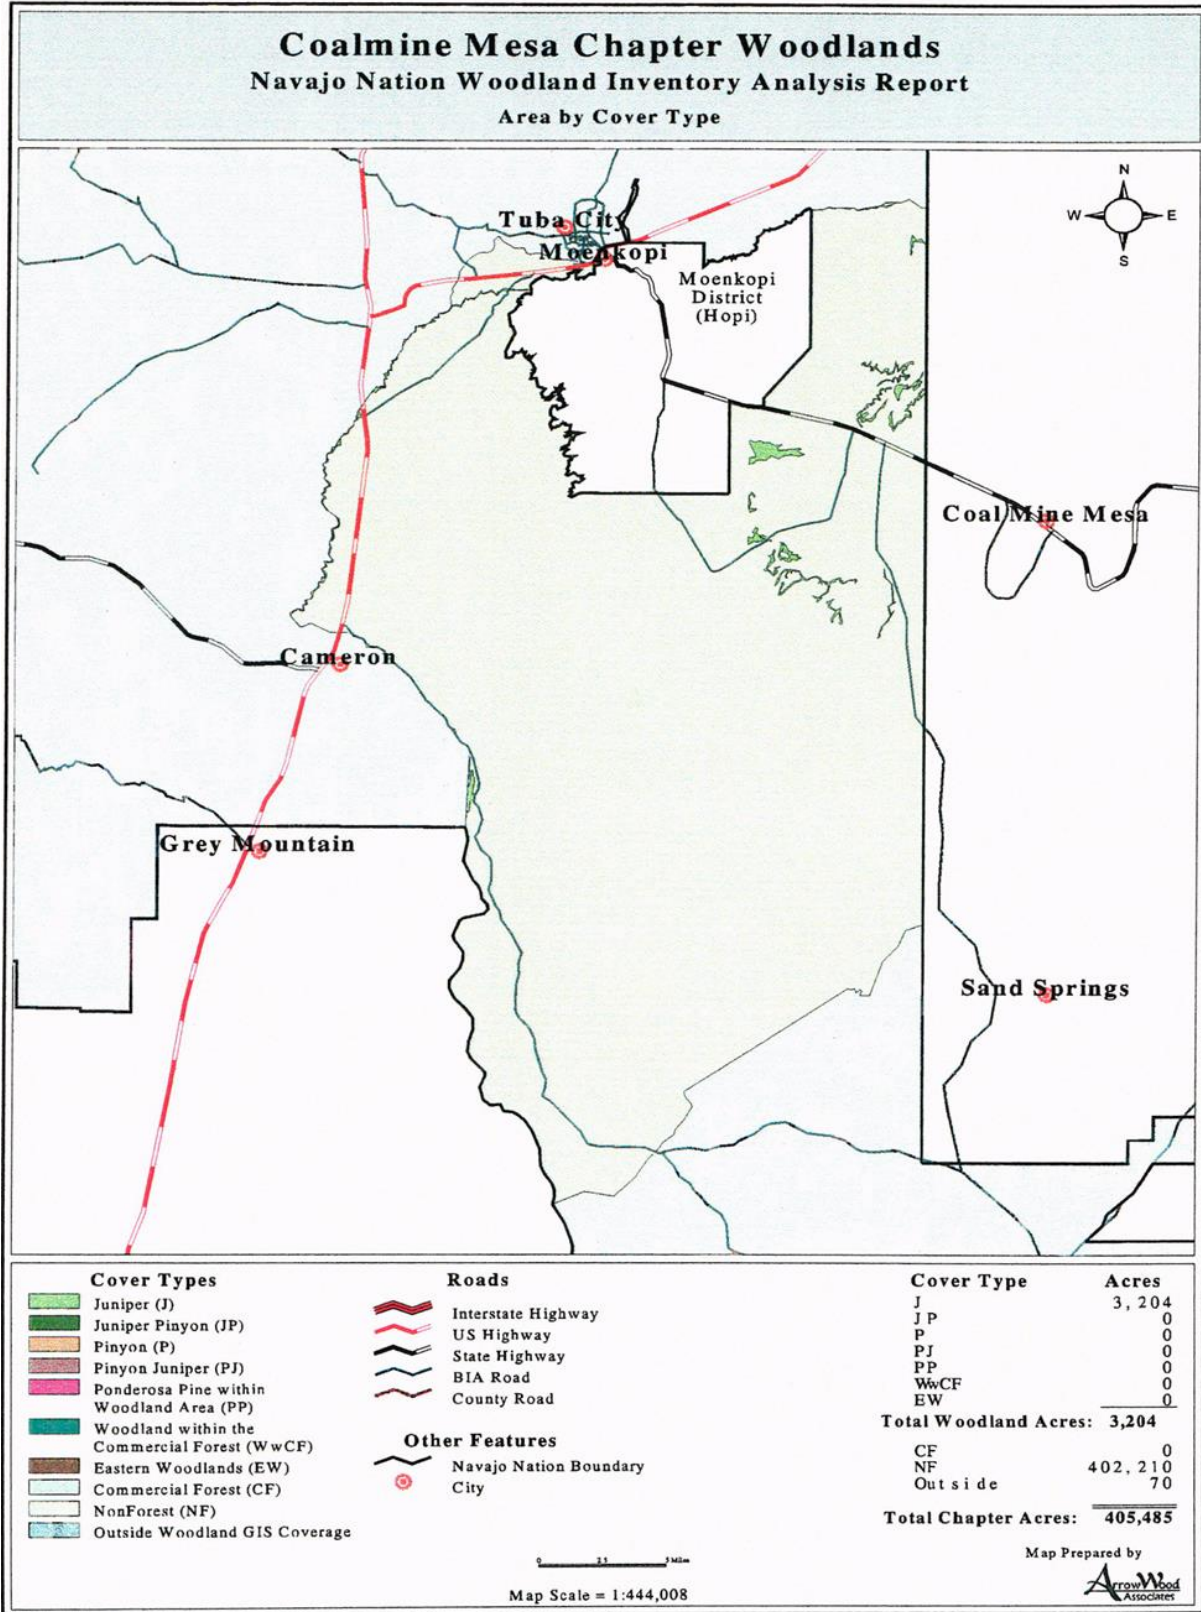 Coalmine Mesa Chapter Woodlands
Navajo Nation Woodland Inventory Analysis Report
Area by Cover Type
N
W
E
S
Tuba City
Moenkopi
Moenkopi
District
(Hopi)
Coal Mine Mesa
Cameron
Grey Mountain
Sand Springs
Cover Types
Juniper (J)
Juniper Pinyon (JP)
Pinyon (P)
Pinyon Juniper (PJ)
Ponderosa Pine within
Woodland Area (PP)
Woodland within the
Commercial Forest (WwCF)
Eastern Woodlands (EW)
Commercial Forest (CF)
NonForest (NF)
Outside Woodland GIS Coverage
Roads
Interstate Highway
US Highway
State Highway
BIA Road
County Road
Other Features
Navajo Nation Boundary
City
0 2.5 5 Miles
Map Scale = 1:444,008
Cover Type Acres
J 3,204
JP 0
P 0
PJ 0
PP 0
WwCF 0
EW 0
Total Woodland Acres: 3,204
CF 0
NF 402,210
Outside 70
Total Chapter Acres: 405,485
Map Prepared by
ArrowWood
Associates